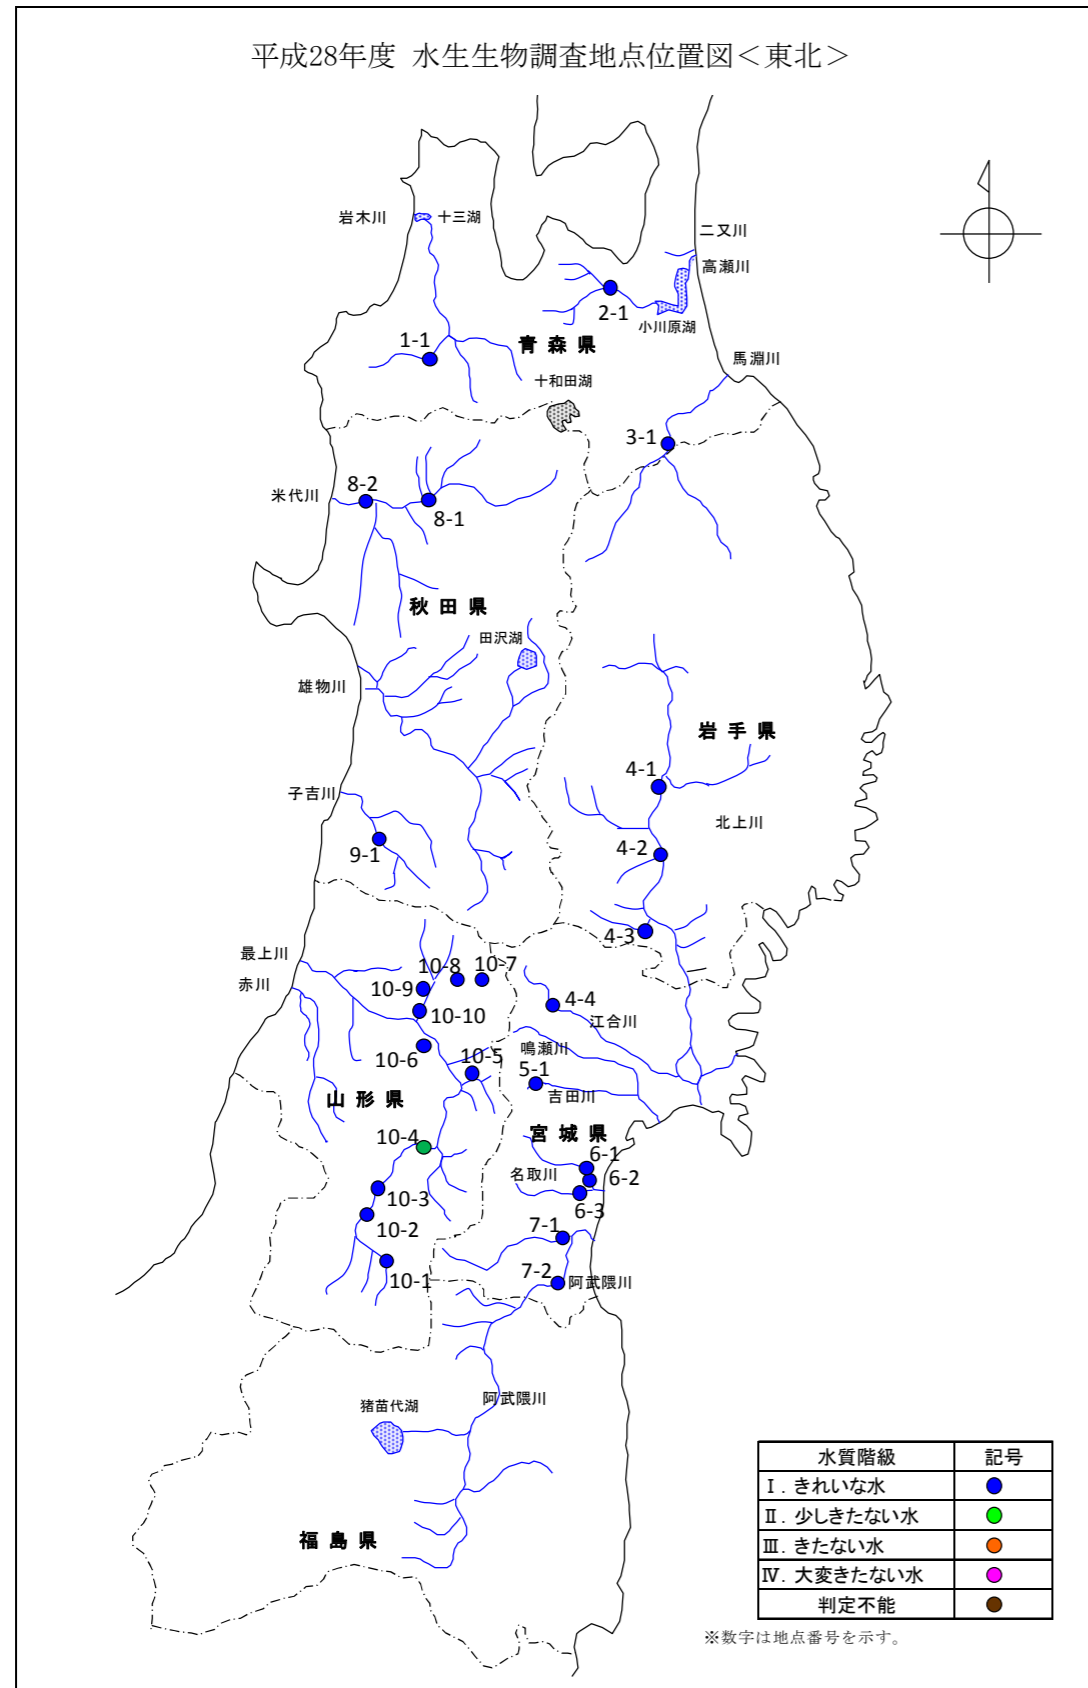 平成28年度 水生生物調査地点位置図＜東北＞
岩木川
十三湖
二又川
高瀬川
2-1
小川原湖
1-1
青森県
馬淵川
十和田湖
3-1
米代川
8-2
8-1
秋田県
田沢湖
雄物川
岩手県
4-1
子吉川
北上川
9-1
4-2
4-3
最上川
赤川
10-8
10-7
10-9
10-10
4-4
江合川
10-6
10-5
鳴瀬川
5-1
吉田川
山形県
宮城県
10-4
6-1
名取川
6-2
10-3
6-3
10-2
7-1
10-1
7-2
阿武隈川
猪苗代湖
阿武隈川
福島県
水質階級 記号
Ⅰ. きれいな水
Ⅱ. 少しきたない水
Ⅲ. きたない水
Ⅳ. 大変きたない水
判定不能
※数字は地点番号を示す。